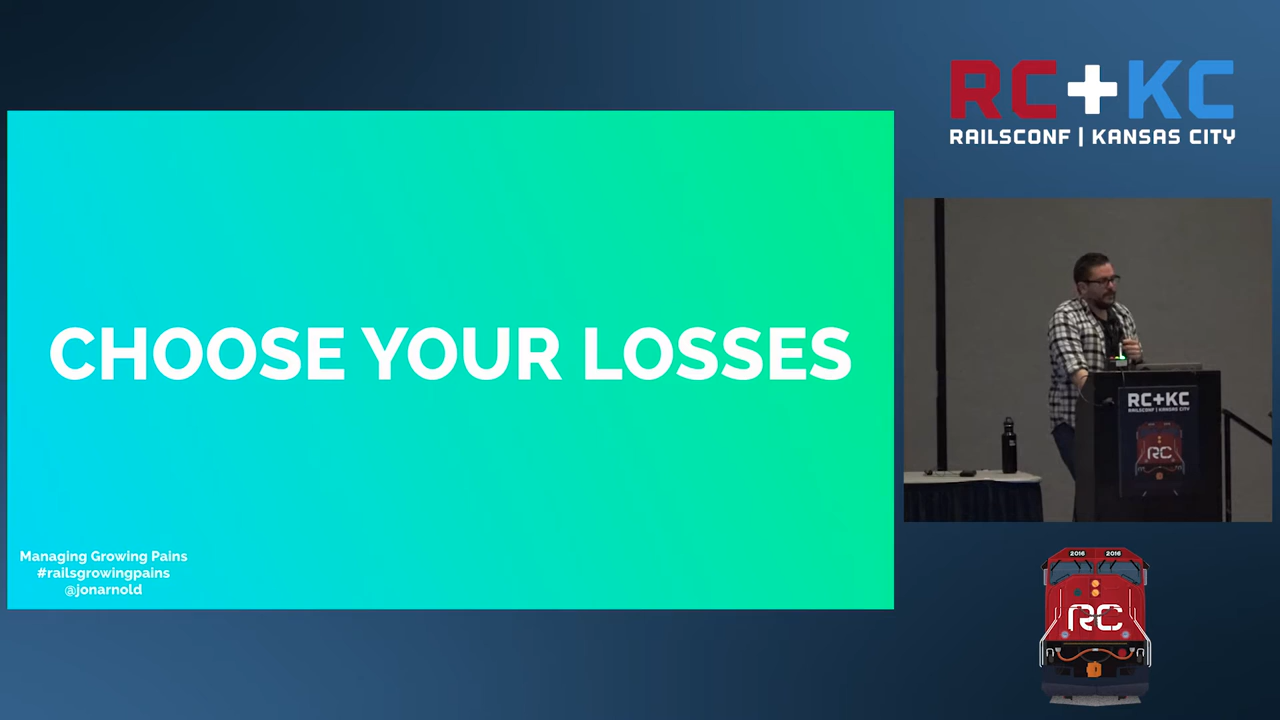 CHOOSE YOUR LOSSES
Managing Growing Pains
#railsgrowingpains
@jonarnold
RC+KC
RAILSCONF | KANSAS CITY
RC+KC
RAILSCONF | KANSAS CITY
RC
2016 2016
RC